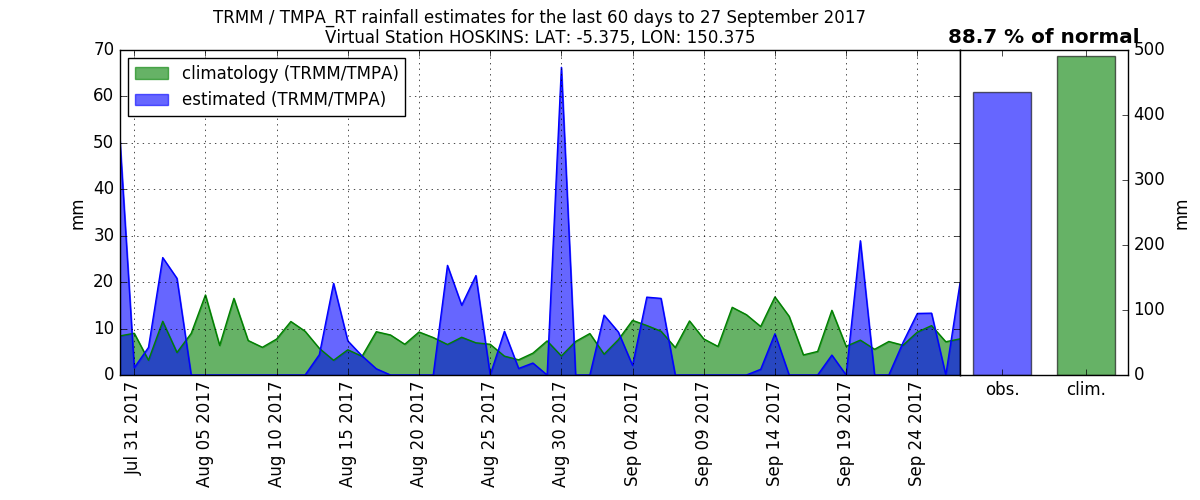 TRMM / TMPA_RT rainfall estimates for the last 60 days to 27 September 2017
Virtual Station HOSKINS: LAT: -5.375, LON: 150.375
88.7 % of normal
climatology (TRMM/TMPA)
estimated (TRMM/TMPA)
70
60
50
40
30
20
10
0
mm
Jul 31 2017
Aug 05 2017
Aug 10 2017
Aug 15 2017
Aug 20 2017
Aug 25 2017
Aug 30 2017
Sep 04 2017
Sep 09 2017
Sep 14 2017
Sep 19 2017
Sep 24 2017
obs.
clim.
500
400
300
200
100
0
mm